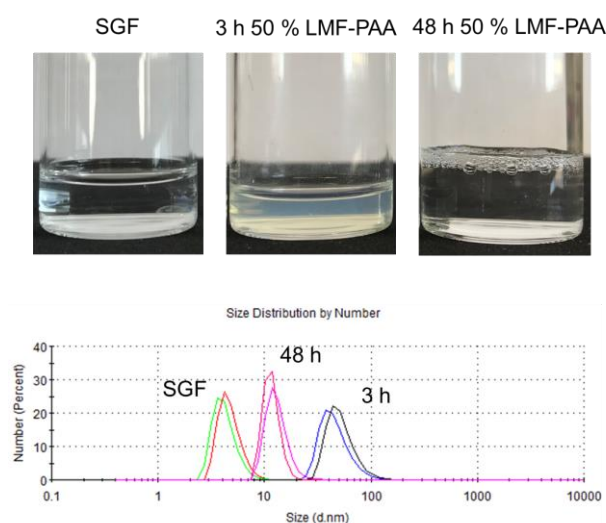 SGF 3 h 50 % LMF-PAA 48 h 50 % LMF-PAA
Size Distribution by Number
Number (Percent)
40
30
20
10
0
SGF
48 h
3 h
0.1 1 10 100 1000 10000
Size (d.nm)